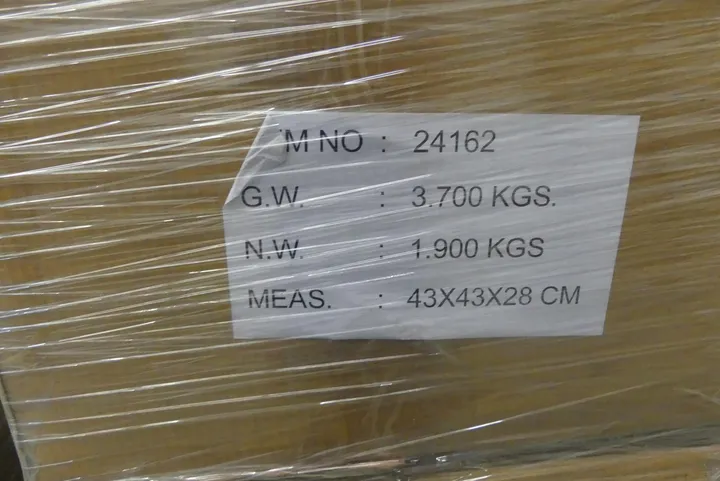 M NO : 24162
G.W. : 3.700 KGS.
N.W. : 1.900 KGS
MEAS. : 43X43X28 CM